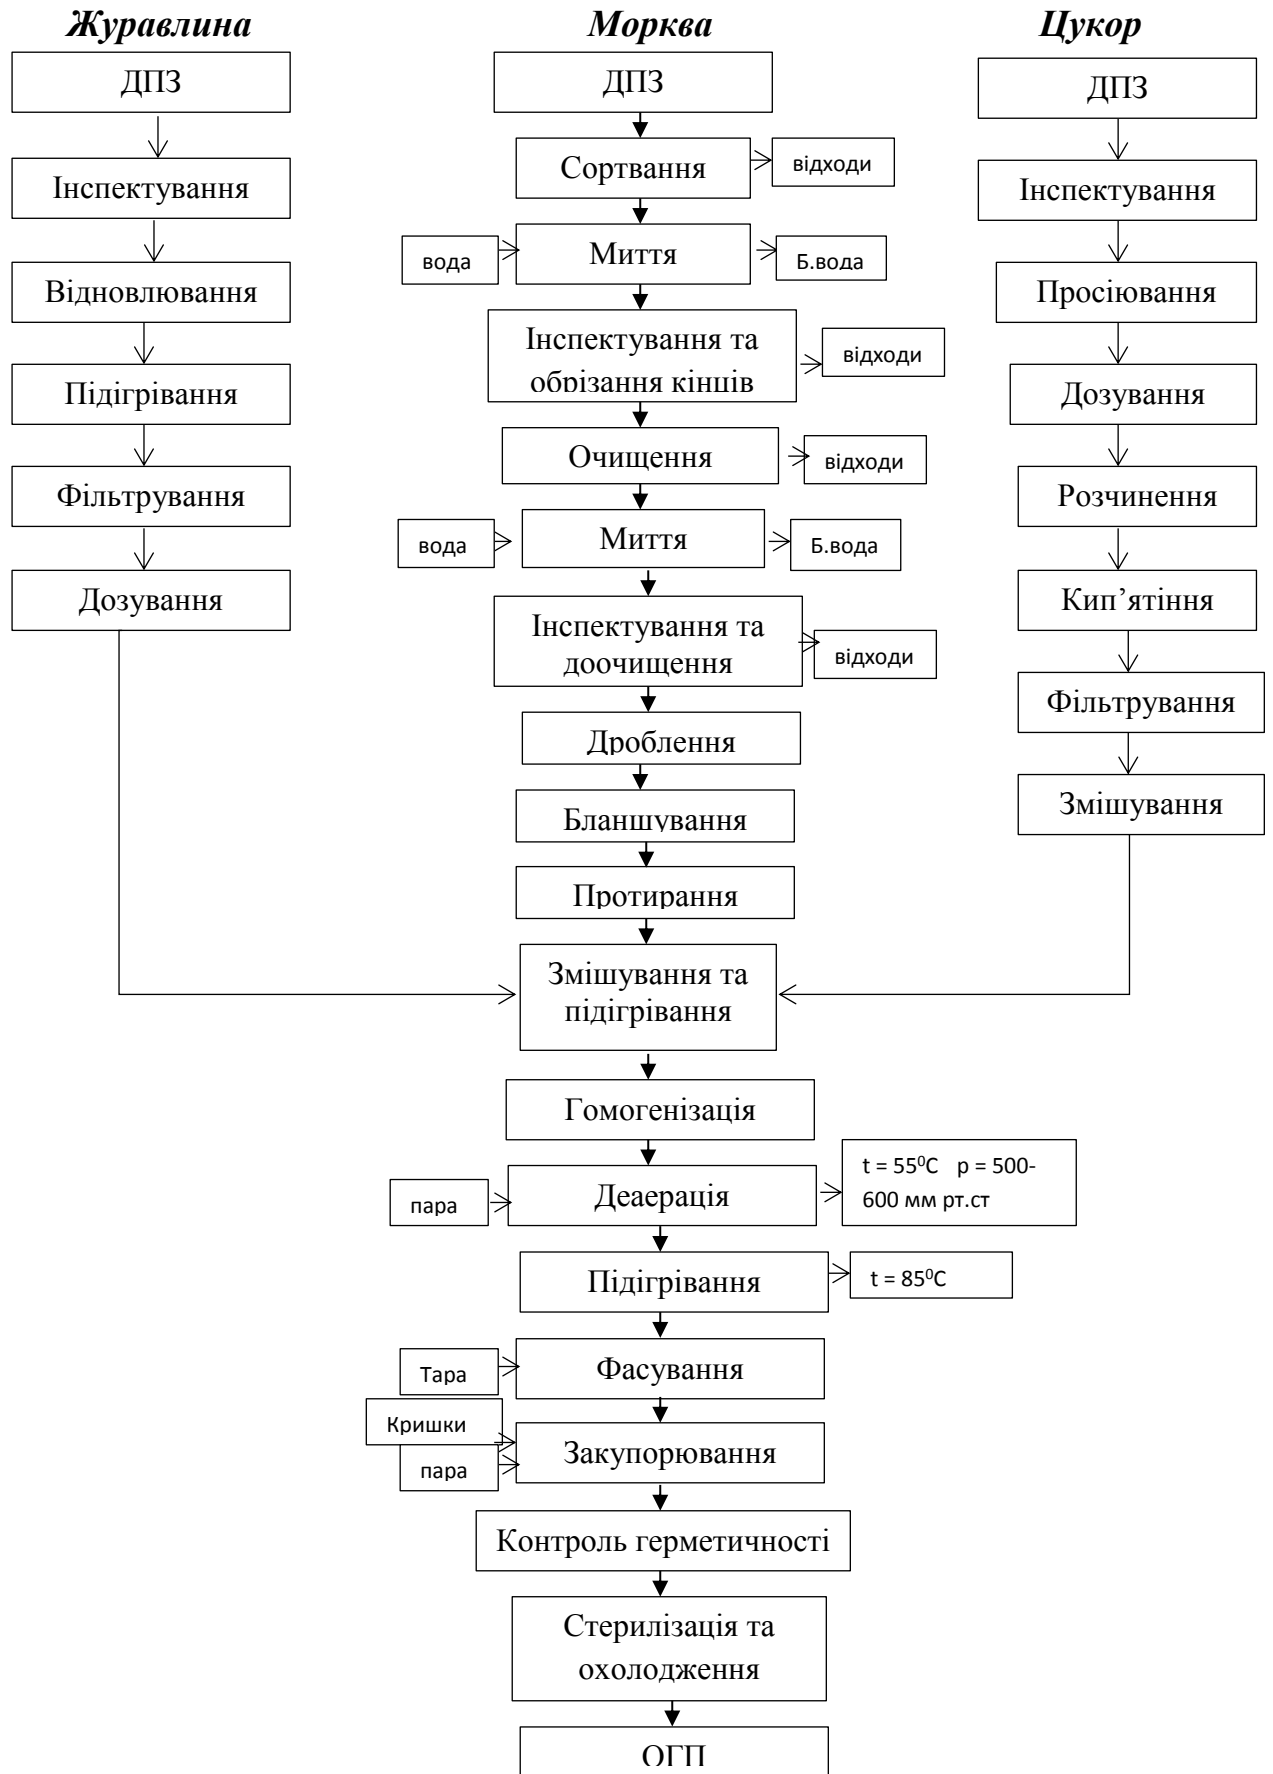 Журавлина
Морква
Цукор
ДПЗ
ДПЗ
ДПЗ
Інспектування
Відновлювання
Підігрівання
Фільтрування
Дозування
Сортвання
відходи
вода
Миття
Б.вода
Інспектування та
обрізання кінців
відходи
Очищення
відходи
вода
Миття
Б.вода
Інспектування та
доочищення
відходи
Дроблення
Бланшування
Протирання
Інспектування
Просіювання
Дозування
Розчинення
Кип’ятіння
Фільтрування
Змішування
Змішування та
підігрівання
Гомогенізація
пара
Деаерація
t = 55⁰C p = 500-
600 мм рт.ст
Підігрівання
t = 85⁰C
Тара
Фасування
Кришки
пара
Закупорювання
Контроль герметичності
Стерилізація та
охолодження
ОГП